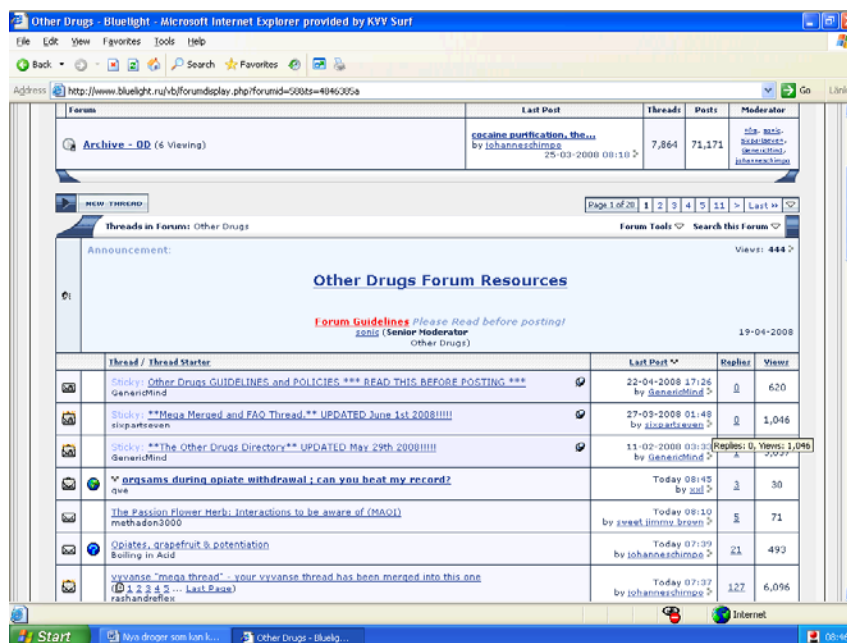 Other Drugs - Bluelight - Microsoft Internet Explorer provided by KVV Surf
File Edit View Favorites Tools Help
Back Search Favorites
Address http://www.bluelight.ru/vb/forumdisplay.php?forumid=50&ts=4846305a Go Länk
Forum Last Post Threads Posts Moderator
Archive - OD (6 Viewing) cocaine purification, the... 7,864 71,171
by johanneschimpo
25-03-2008 08:18
sonic,
sixpartseven,
GenericMind,
johanneschimpo
NEW THREAD Page 1 of 20 1 2 3 4 5 11 > Last »
Threads in Forum: Other Drugs Forum Tools Search this Forum
Announcement: Views: 444
Other Drugs Forum Resources
Forum Guidelines Please Read before posting!
sonic (Senior Moderator
Other Drugs)
19-04-2008
Thread / Thread Starter Last Post Replies Views
Sticky: Other Drugs GUIDELINES and POLICIES *** READ THIS BEFORE POSTING *** 22-04-2008 17:26 0 620
GenericMind by GenericMind
Sticky: **Mega Merged and FAQ Thread.** UPDATED June 1st 2008!!!!! 27-03-2008 01:48 0 1,046
sixpartseven by sixpartseven
Replies: 0, Views: 1,046
Sticky: **The Other Drugs Directory** UPDATED May 29th 2008!!!!! 11-02-2008 03:33
GenericMind by GenericMind
orgsams during opiate withdrawal ; can you beat my record? Today 08:45 3 30
qwe by xxl
The Passion Flower Herb: Interactions to be aware of (MAOI) Today 08:10 5 71
methadon3000 by sweet jimmy brown
Opiates, grapefruit & potentiation Today 07:39 21 493
Boiling in Acid by johanneschimpo
vyvanse "mega thread" - your vyvanse thread has been merged into this one Today 07:37 127 6,096
(1 2 3 4 5 ... Last Page) by johanneschimpo
rashandreflex
Internet
Start Nya droger som kan k... Other Drugs - Bluelig... 08:46